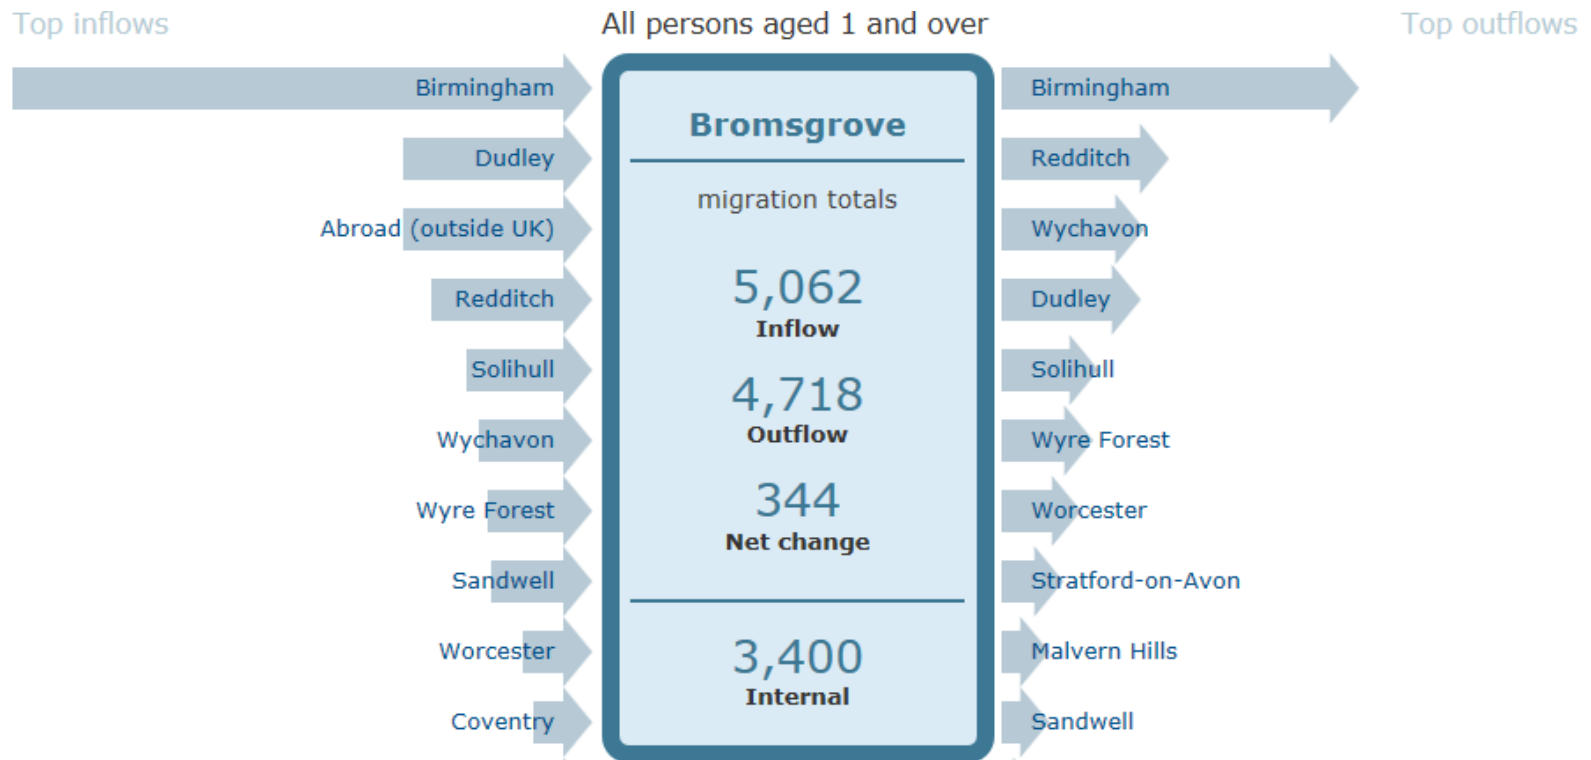 Top inflows
All persons aged 1 and over
Top outflows
Birmingham
Dudley
Abroad (outside UK)
Redditch
Solihull
Wychavon
Wyre Forest
Sandwell
Worcester
Coventry
Bromsgrove
migration totals
5,062
Inflow
4,718
Outflow
344
Net change
3,400
Internal
Birmingham
Redditch
Wychavon
Dudley
Solihull
Wyre Forest
Worcester
Stratford-on-Avon
Malvern Hills
Sandwell